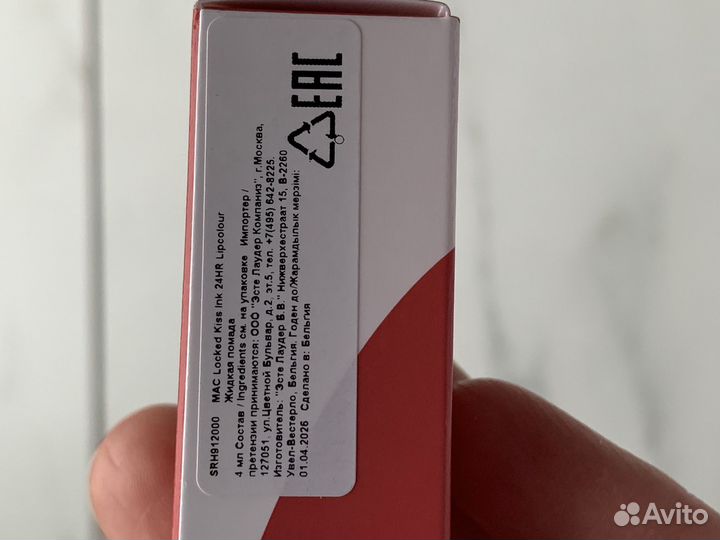 SRH912000 MAC Locked Kiss Ink 24HR Lipcolour
Жидкая помада
4 мл Состав / Ingredients см. на упаковке Импортер /
претензии принимаются: ООО "Эсте Лаудер Компаниз", г.Москва,
127051, ул.Цветной Бульвар, д.2, эт.5, тел. +7(495) 642-8225.
Изготовитель: "Эсте Лаудер Б.В." Нижверхестраат 15, B-2260
Увел-Вестерло, Бельгия. Годен до/Жарамдылык мерзімі:
01.04.2026 Сделано в: Бельгия
EAC
Avito